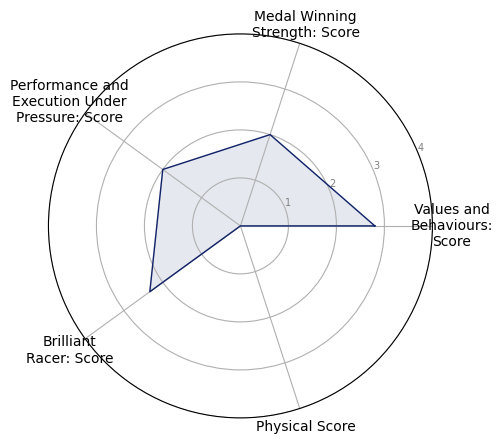 Medal Winning
Strength: Score
Performance and
Execution Under
Pressure: Score
4
3
2
1
Values and
Behaviours:
Score
Brilliant
Racer: Score
Physical Score